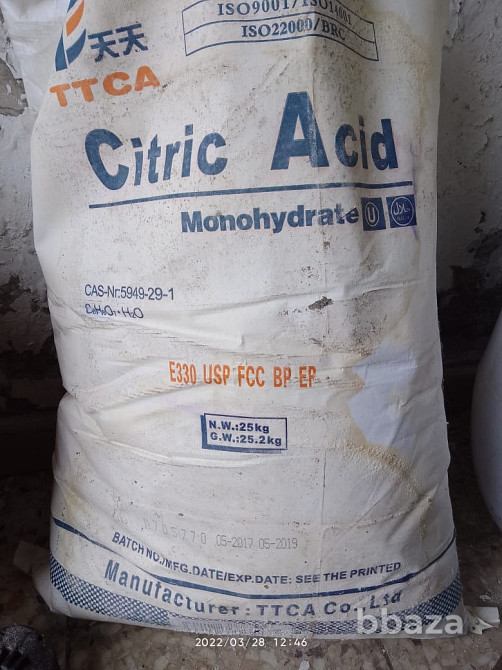 ISO9001/ISO14001
ISO22000/BRC
天天
TTCA
Citric Acid
Monohydrate U
CAS-Nr:5949-29-1
C₆H₈O₇·H₂O
E330 USP FCC BP EP
N.W.:25kg
G.W.:25.2kg
05-2017 05-2019
BATCH NO./MFG.DATE/EXP.DATE: SEE THE PRINTED
Manufacturer : TTCA Co., Ltd
2022/03/28 12:46
bbaza